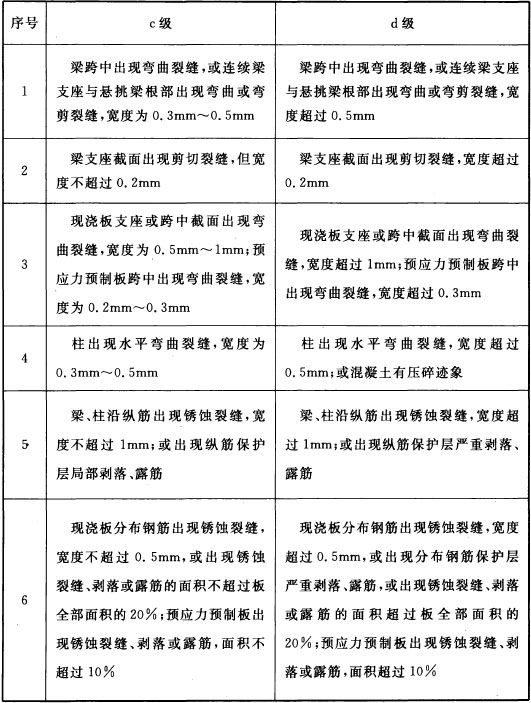 序号
c级
d级
1
梁跨中出现弯曲裂缝,或连续梁
支座与悬挑梁根部出现弯曲或弯
剪裂缝,宽度为0.3mm~0.5mm
梁跨中出现弯曲裂缝,或连续梁支座
与悬挑梁根部出现弯曲或弯剪裂缝,宽
度超过0.5mm
2
梁支座截面出现剪切裂缝,但宽
度不超过0.2mm
梁支座截面出现剪切裂缝,宽度超过
0.2mm
3
现浇板支座或跨中截面出现弯
曲裂缝,宽度为0.5mm~1mm;预
应力预制板跨中出现弯曲裂缝,宽
度为0.2mm~0.3mm
现浇板支座或跨中截面出现弯曲裂
缝,宽度超过1mm;预应力预制板跨中
出现弯曲裂缝,宽度超过0.3mm
4
柱出现水平弯曲裂缝,宽度为
0.3mm~0.5mm
柱出现水平弯曲裂缝,宽度超过
0.5mm;或混凝土有压碎迹象
5
梁、柱沿纵筋出现锈蚀裂缝,宽
度不超过1mm;或出现纵筋保护
层局部剥落、露筋
梁、柱沿纵筋出现锈蚀裂缝,宽度超
过1mm;或出现纵筋保护层严重剥落、
露筋
6
现浇板分布钢筋出现锈蚀裂缝,
宽度不超过0.5mm,或出现锈蚀
裂缝、剥落或露筋的面积不超过板
全部面积的20%;预应力预制板出
现锈蚀裂缝、剥落或露筋,面积不
超过10%
现浇板分布钢筋出现锈蚀裂缝,宽度
超过0.5mm,或出现分布钢筋保护层
严重剥落、露筋,或出现锈蚀裂缝、剥落
或露筋的面积超过板全部面积的
20%;预应力预制板出现锈蚀裂缝、剥
落或露筋,面积超过10%